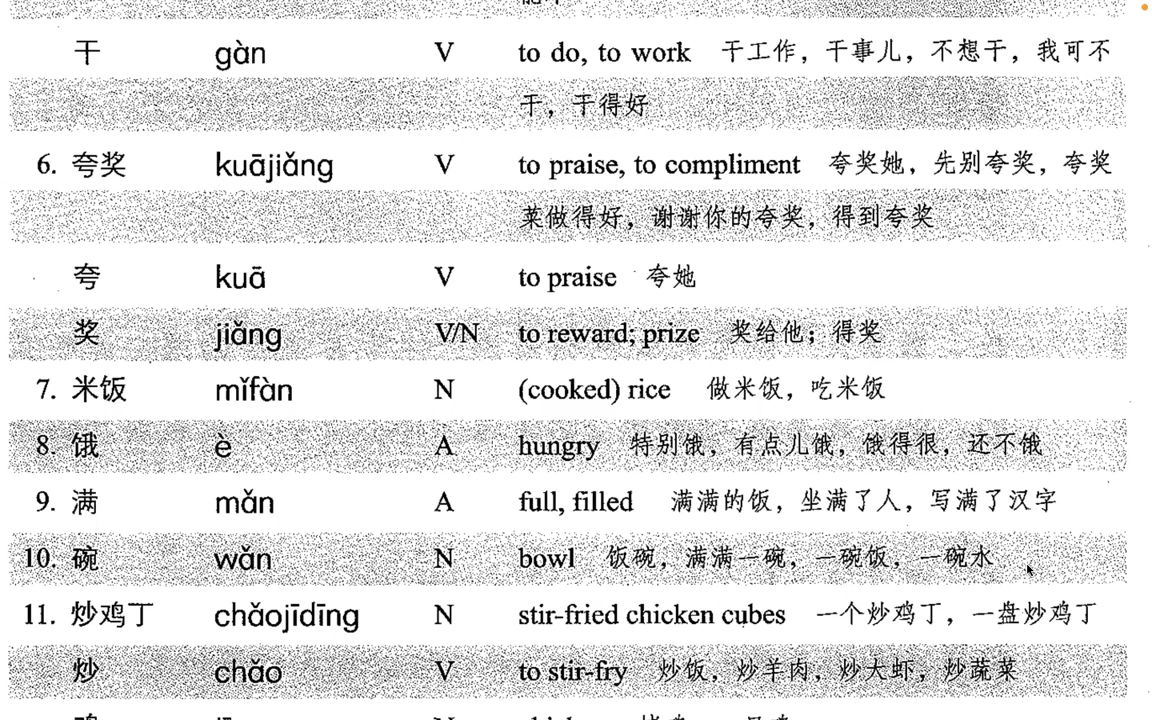 干 gàn V to do, to work 干工作，干事儿，不想干，我可不
干，干得好
6. 夸奖 kuājiǎng V to praise, to compliment 夸奖她，先别夸奖，夸奖
菜做得好，谢谢你的夸奖，得到夸奖
夸 kuā V to praise 夸她
奖 jiǎng V/N to reward; prize 奖给他；得奖
7. 米饭 mǐfàn N (cooked) rice 做米饭，吃米饭
8. 饿 è A hungry 特别饿，有点儿饿，饿得很，还不饿
9. 满 mǎn A full, filled 满满的饭，坐满了人，写满了汉字
10. 碗 wǎn N bowl 饭碗，满满一碗，一碗饭，一碗水
11. 炒鸡丁 chǎojīdīng N stir-fried chicken cubes 一个炒鸡丁，一盘炒鸡丁
炒 chǎo V to stir-fry 炒饭，炒羊肉，炒大虾，炒蔬菜